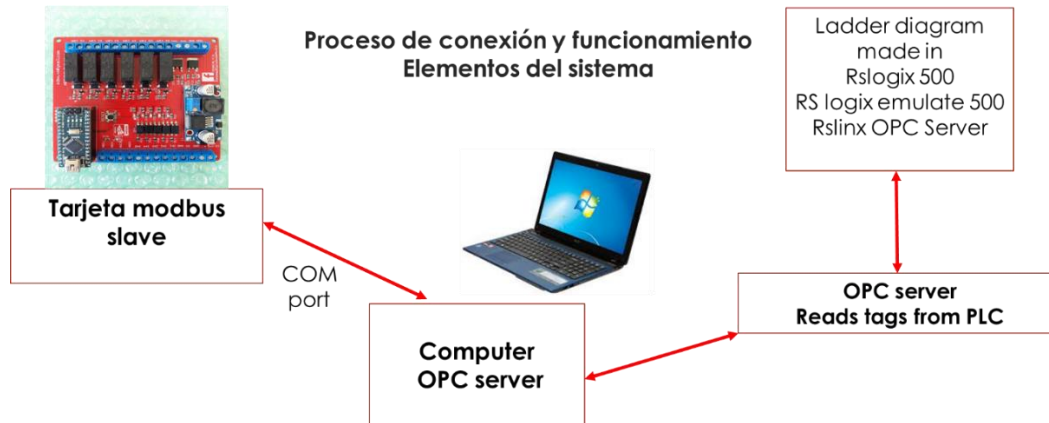 Proceso de conexión y funcionamiento
Elementos del sistema
Ladder diagram
made in
Rslogix 500
RS logix emulate 500
Rslinx OPC Server
Tarjeta modbus
slave
COM
port
OPC server
Reads tags from PLC
Computer
OPC server